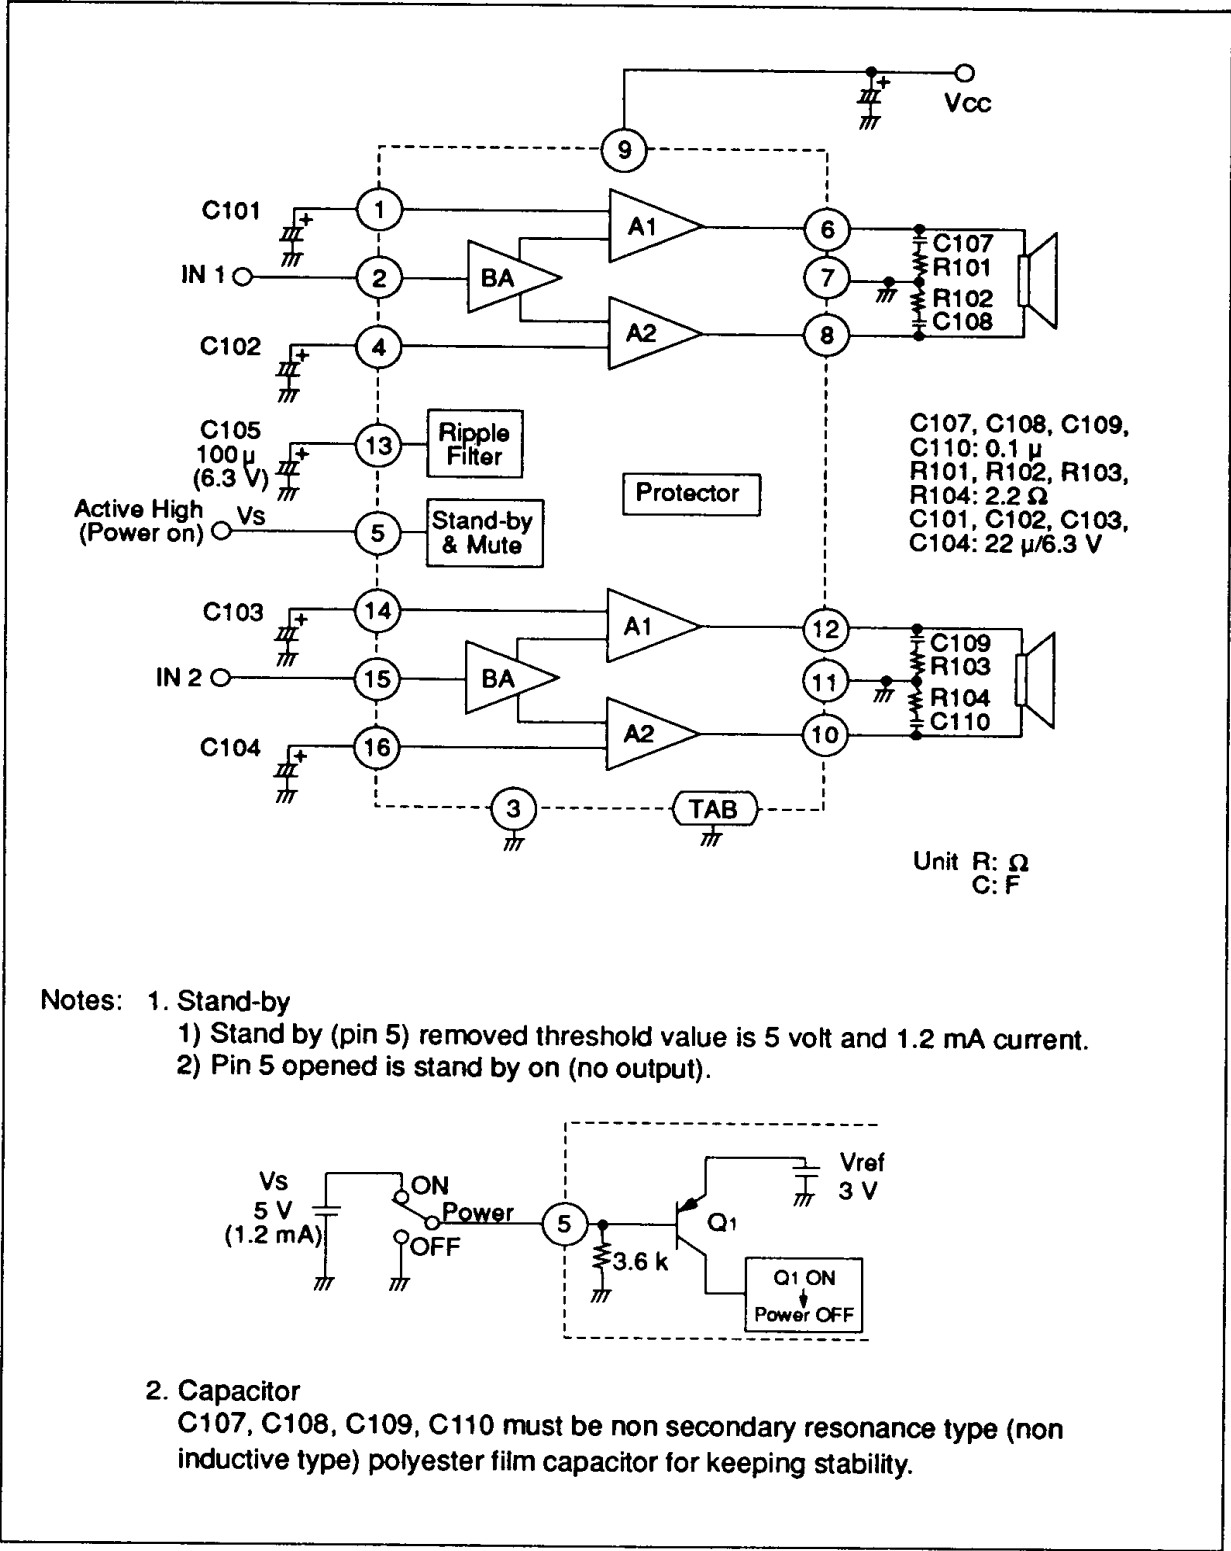 Vcc
9
C101
1
A1
6
C107
R101
IN 1
2
BA
7
R102
C108
C102
4
A2
8
C105
100 µ
(6.3 V)
13
Ripple
Filter
C107, C108, C109,
C110: 0.1 µ
R101, R102, R103,
R104: 2.2 Ω
C101, C102, C103,
C104: 22 µ/6.3 V
Protector
Active High
(Power on)
Vs
5
Stand-by
& Mute
C103
14
A1
12
C109
R103
IN 2
15
BA
11
R104
C110
C104
16
A2
10
3
TAB
Unit R: Ω
C: F
Notes: 1. Stand-by
1) Stand by (pin 5) removed threshold value is 5 volt and 1.2 mA current.
2) Pin 5 opened is stand by on (no output).
Vs
5 V
(1.2 mA)
ON
Power
OFF
5
3.6 k
Q1
Vref
3 V
Q1 ON
Power OFF
2. Capacitor
C107, C108, C109, C110 must be non secondary resonance type (non
inductive type) polyester film capacitor for keeping stability.